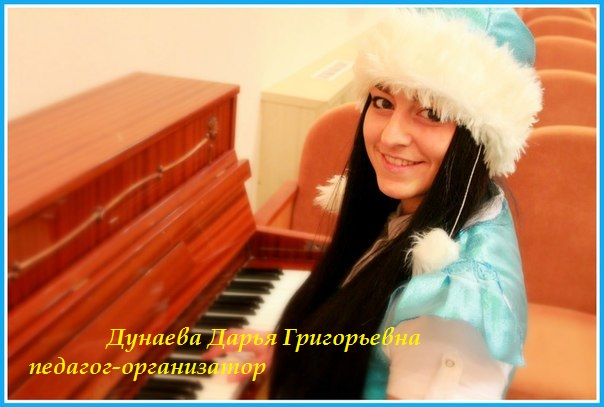 Дунаева Дарья Григорьевна
педагог-организатор